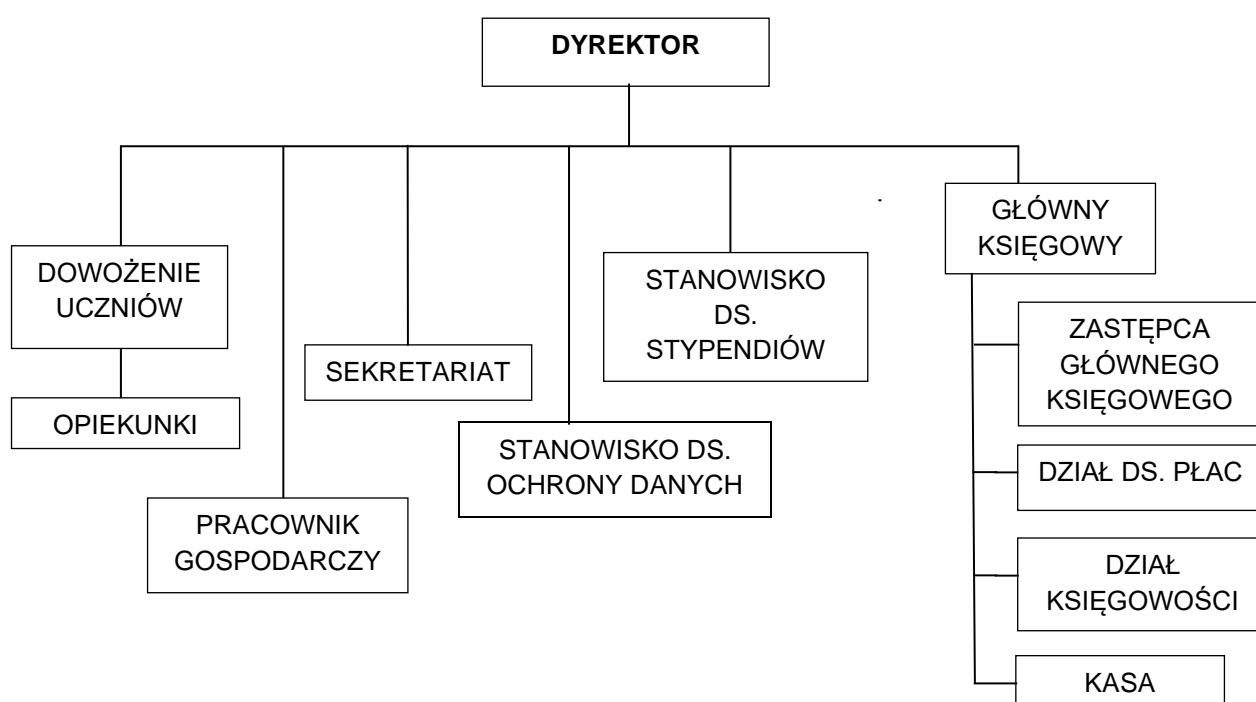 DYREKTOR
DOWOŻENIE
UCZNIÓW
OPIEKUNKI
PRACOWNIK
GOSPODARCZY
SEKRETARIAT
STANOWISKO DS.
OCHRONY DANYCH
STANOWISKO
DS.
STYPENDIÓW
GŁÓWNY
KSIĘGOWY
ZASTĘPCA
GŁÓWNEGO
KSIĘGOWEGO
DZIAŁ DS. PŁAC
DZIAŁ
KSIĘGOWOŚCI
KASA